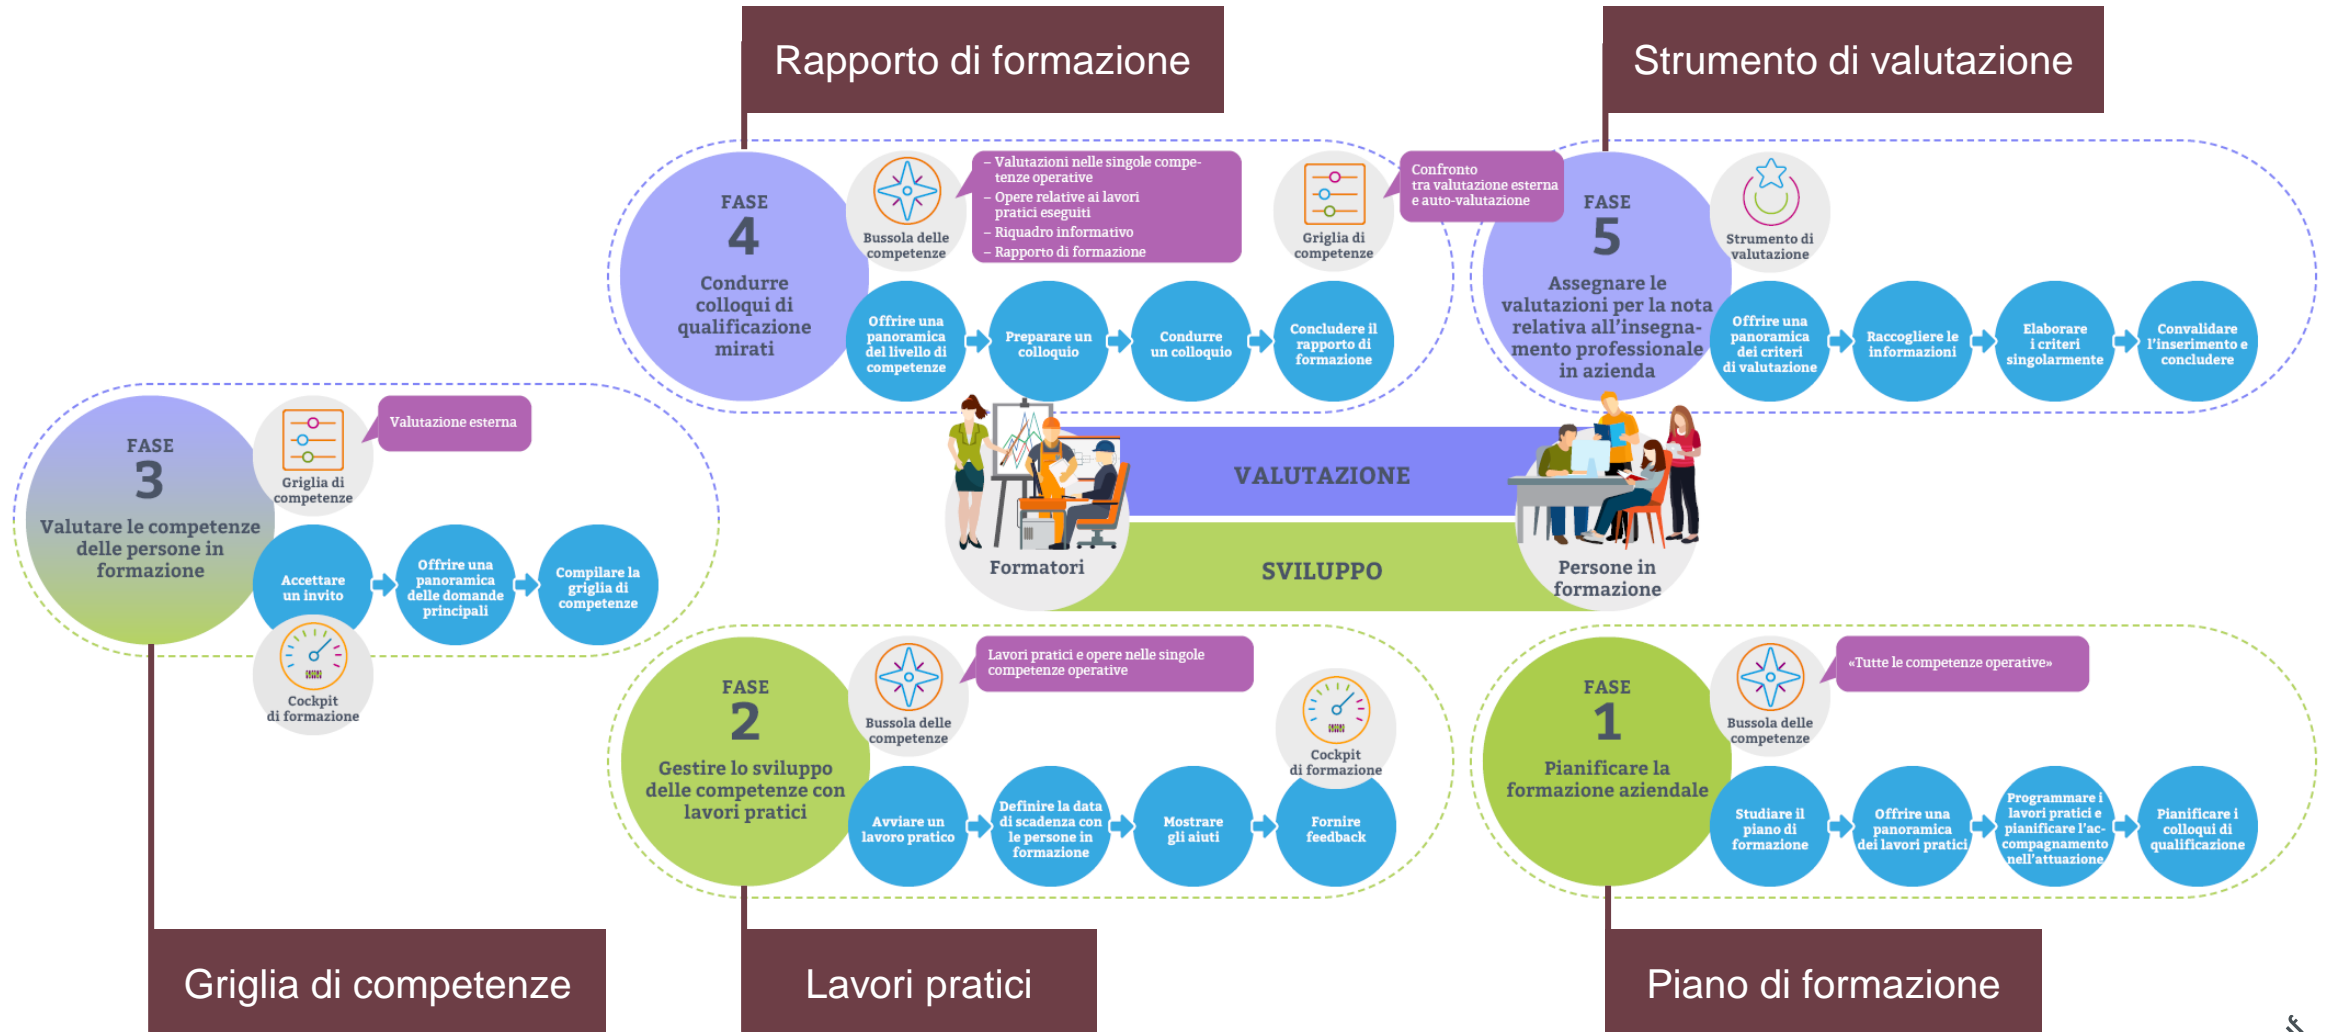 Rapporto di formazione
Strumento di valutazione
FASE
4
Condurre
colloqui di
qualificazione
mirati
Bussola delle
competenze
– Valutazioni nelle singole compe-
tenze operative
– Opere relative ai lavori
pratici eseguiti
– Riquadro informativo
– Rapporto di formazione
Griglia di
competenze
Confronto
tra valutazione esterna
e auto-valutazione
Offrire una
panoramica
del livello di
competenze
Preparare un
colloquio
Condurre
un colloquio
Concludere il
rapporto di
formazione
FASE
5
Assegnare le
valutazioni per la nota
relativa all’insegna-
mento professionale
in azienda
Strumento di
valutazione
Offrire una
panoramica
dei criteri
di valutazione
Raccogliere le
informazioni
Elaborare
i criteri
singolarmente
Convalidare
l’inserimento e
concludere
FASE
3
Valutare le competenze
delle persone in
formazione
Griglia di
competenze
Valutazione esterna
Accettare
un invito
Offrire una
panoramica
delle domande
principali
Compilare la
griglia di
competenze
Cockpit
di formazione
VALUTAZIONE
SVILUPPO
Formatori
Persone in
formazione
FASE
2
Gestire lo sviluppo
delle competenze con
lavori pratici
Bussola delle
competenze
Lavori pratici e opere nelle singole
competenze operative
Cockpit
di formazione
Avviare un
lavoro pratico
Definire la data
di scadenza con
le persone in
formazione
Mostrare
gli aiuti
Fornire
feedback
FASE
1
Pianificare la
formazione aziendale
Bussola delle
competenze
«Tutte le competenze operative»
Studiare il
piano di
formazione
Offrire una
panoramica
dei lavori pratici
Programmare i
lavori pratici e
pianificare l’ac-
compagnamento
nell’attuazione
Pianificare i
colloqui di
qualificazione
Griglia di competenze
Lavori pratici
Piano di formazione